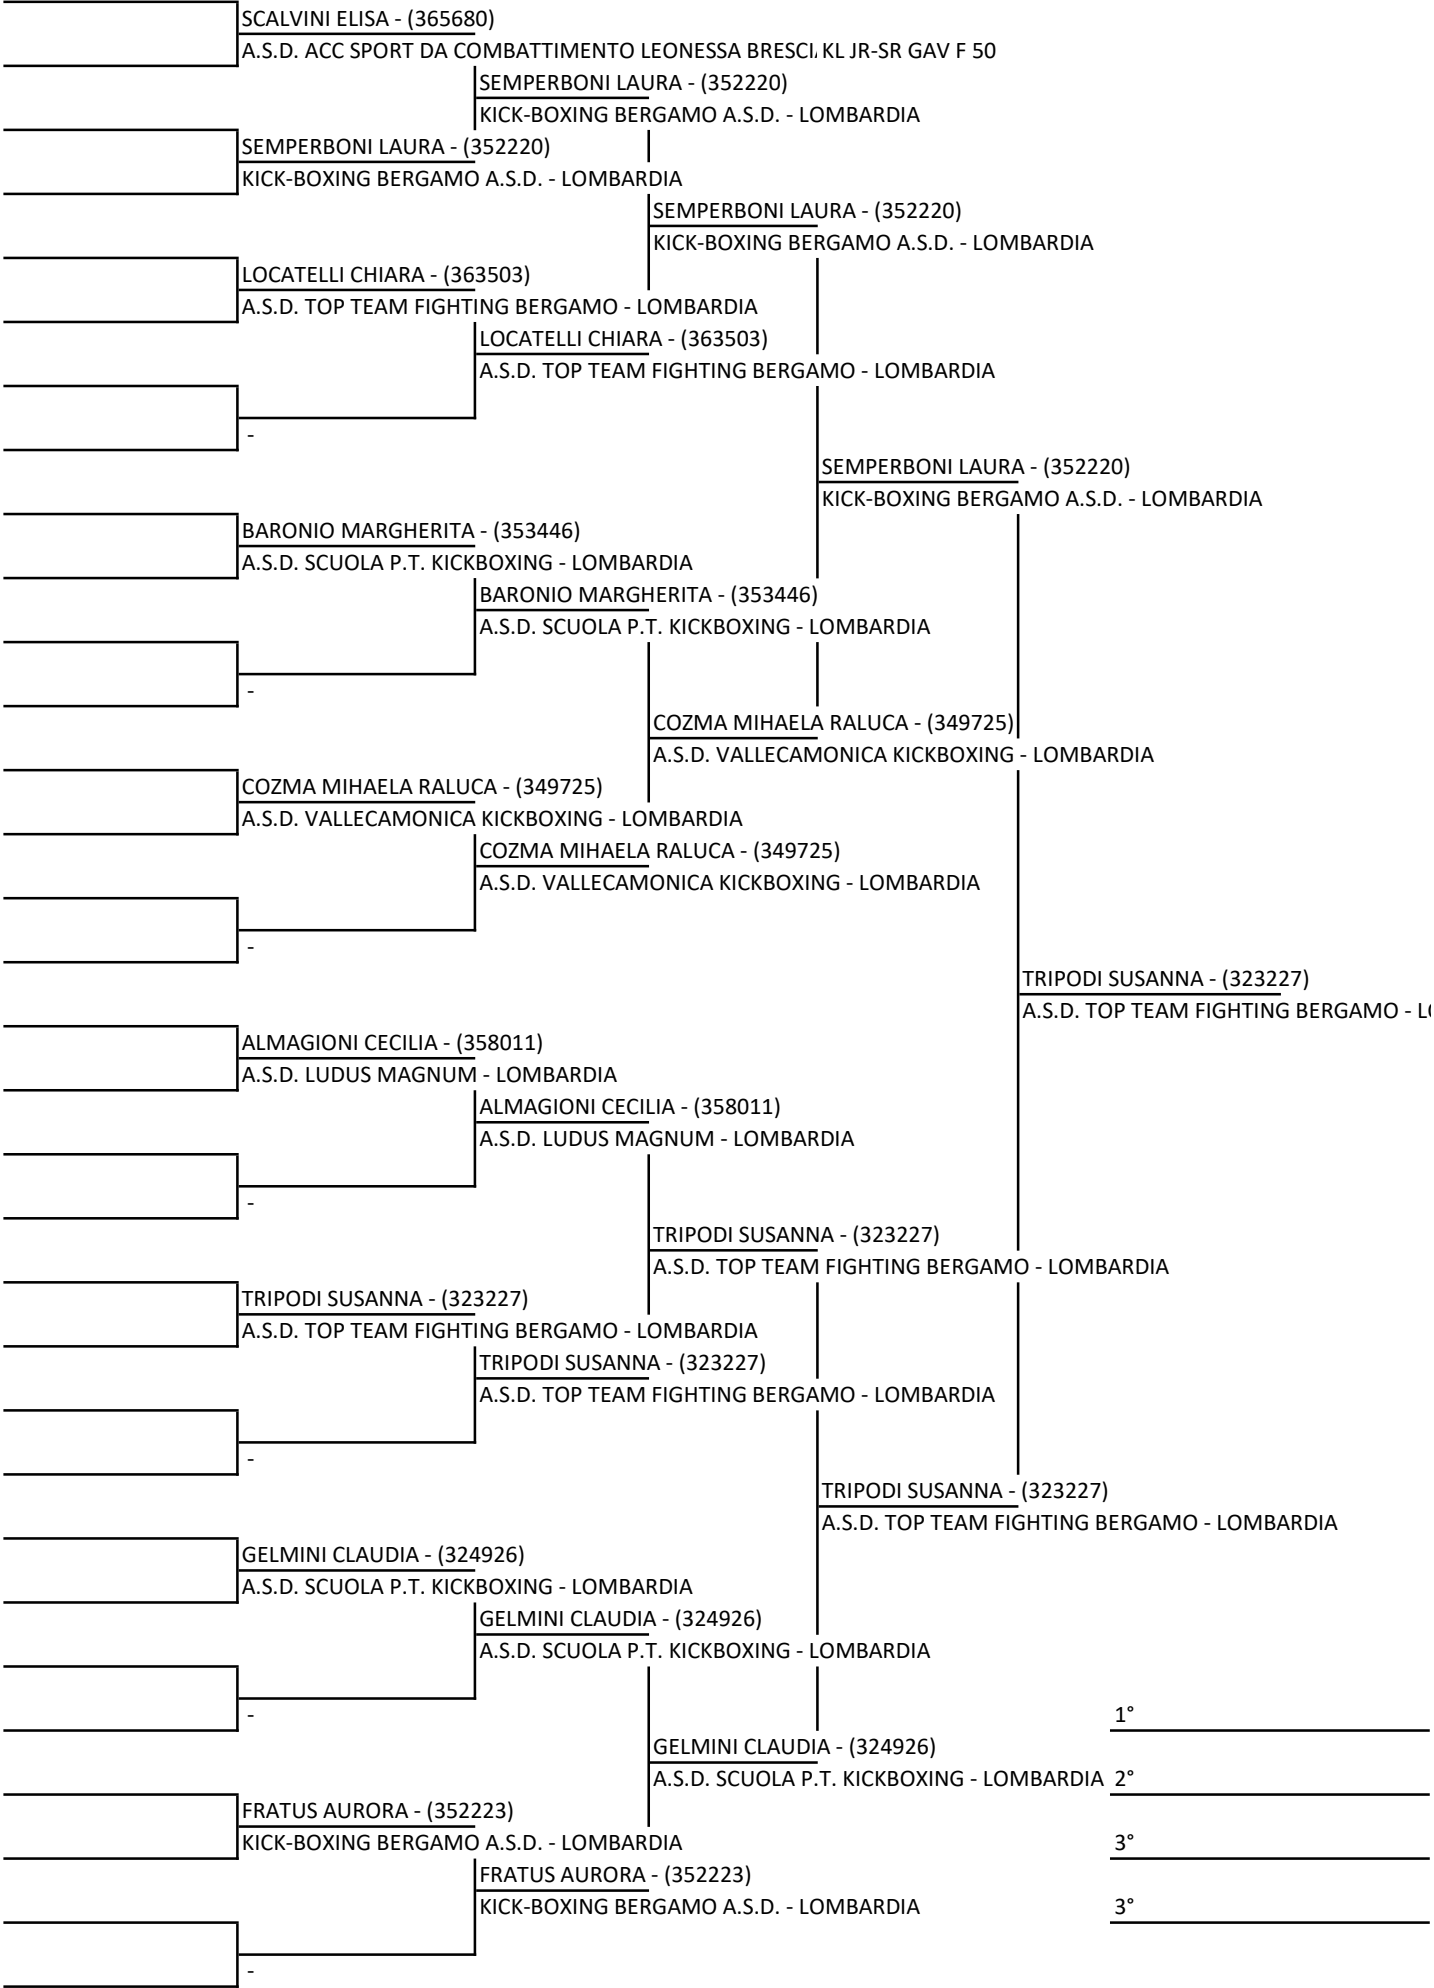 SCALVINI ELISA - (365680)
A.S.D. ACC SPORT DA COMBATTIMENTO LEONESSA BRESCI KL JR-SR GAV F 50
SEMPERBONI LAURA - (352220)
KICK-BOXING BERGAMO A.S.D. - LOMBARDIA
SEMPERBONI LAURA - (352220)
KICK-BOXING BERGAMO A.S.D. - LOMBARDIA
SEMPERBONI LAURA - (352220)
KICK-BOXING BERGAMO A.S.D. - LOMBARDIA
LOCATELLI CHIARA - (363503)
A.S.D. TOP TEAM FIGHTING BERGAMO - LOMBARDIA
LOCATELLI CHIARA - (363503)
A.S.D. TOP TEAM FIGHTING BERGAMO - LOMBARDIA
-
SEMPERBONI LAURA - (352220)
KICK-BOXING BERGAMO A.S.D. - LOMBARDIA
BARONIO MARGHERITA - (353446)
A.S.D. SCUOLA P.T. KICKBOXING - LOMBARDIA
BARONIO MARGHERITA - (353446)
A.S.D. SCUOLA P.T. KICKBOXING - LOMBARDIA
-
COZMA MIHAELA RALUCA - (349725)
A.S.D. VALLECAMONICA KICKBOXING - LOMBARDIA
COZMA MIHAELA RALUCA - (349725)
A.S.D. VALLECAMONICA KICKBOXING - LOMBARDIA
COZMA MIHAELA RALUCA - (349725)
A.S.D. VALLECAMONICA KICKBOXING - LOMBARDIA
-
TRIPODI SUSANNA - (323227)
A.S.D. TOP TEAM FIGHTING BERGAMO - L
ALMAGIONI CECILIA - (358011)
A.S.D. LUDUS MAGNUM - LOMBARDIA
ALMAGIONI CECILIA - (358011)
A.S.D. LUDUS MAGNUM - LOMBARDIA
-
TRIPODI SUSANNA - (323227)
A.S.D. TOP TEAM FIGHTING BERGAMO - LOMBARDIA
TRIPODI SUSANNA - (323227)
A.S.D. TOP TEAM FIGHTING BERGAMO - LOMBARDIA
TRIPODI SUSANNA - (323227)
A.S.D. TOP TEAM FIGHTING BERGAMO - LOMBARDIA
-
TRIPODI SUSANNA - (323227)
A.S.D. TOP TEAM FIGHTING BERGAMO - LOMBARDIA
GELMINI CLAUDIA - (324926)
A.S.D. SCUOLA P.T. KICKBOXING - LOMBARDIA
GELMINI CLAUDIA - (324926)
A.S.D. SCUOLA P.T. KICKBOXING - LOMBARDIA
-
1°
GELMINI CLAUDIA - (324926)
A.S.D. SCUOLA P.T. KICKBOXING - LOMBARDIA 2°
FRATUS AURORA - (352223)
KICK-BOXING BERGAMO A.S.D. - LOMBARDIA
3°
FRATUS AURORA - (352223)
KICK-BOXING BERGAMO A.S.D. - LOMBARDIA
3°
-